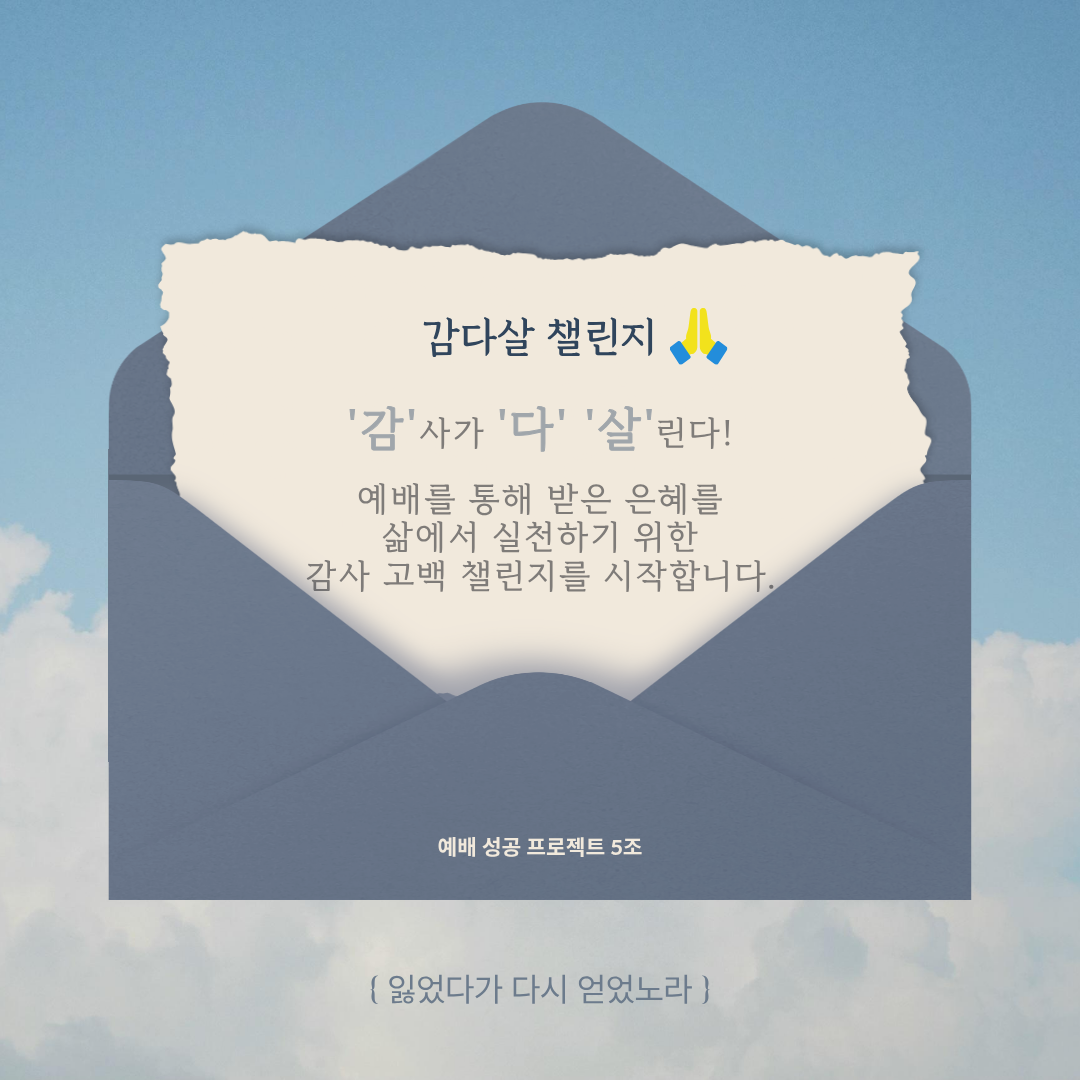 감다살 챌린지 🙏
'감'사가 '다' '살'린다!
예배를 통해 받은 은혜를
삶에서 실천하기 위한
감사 고백 챌린지를 시작합니다.
예배 성공 프로젝트 5조
{ 잃었다가 다시 얻었노라 }